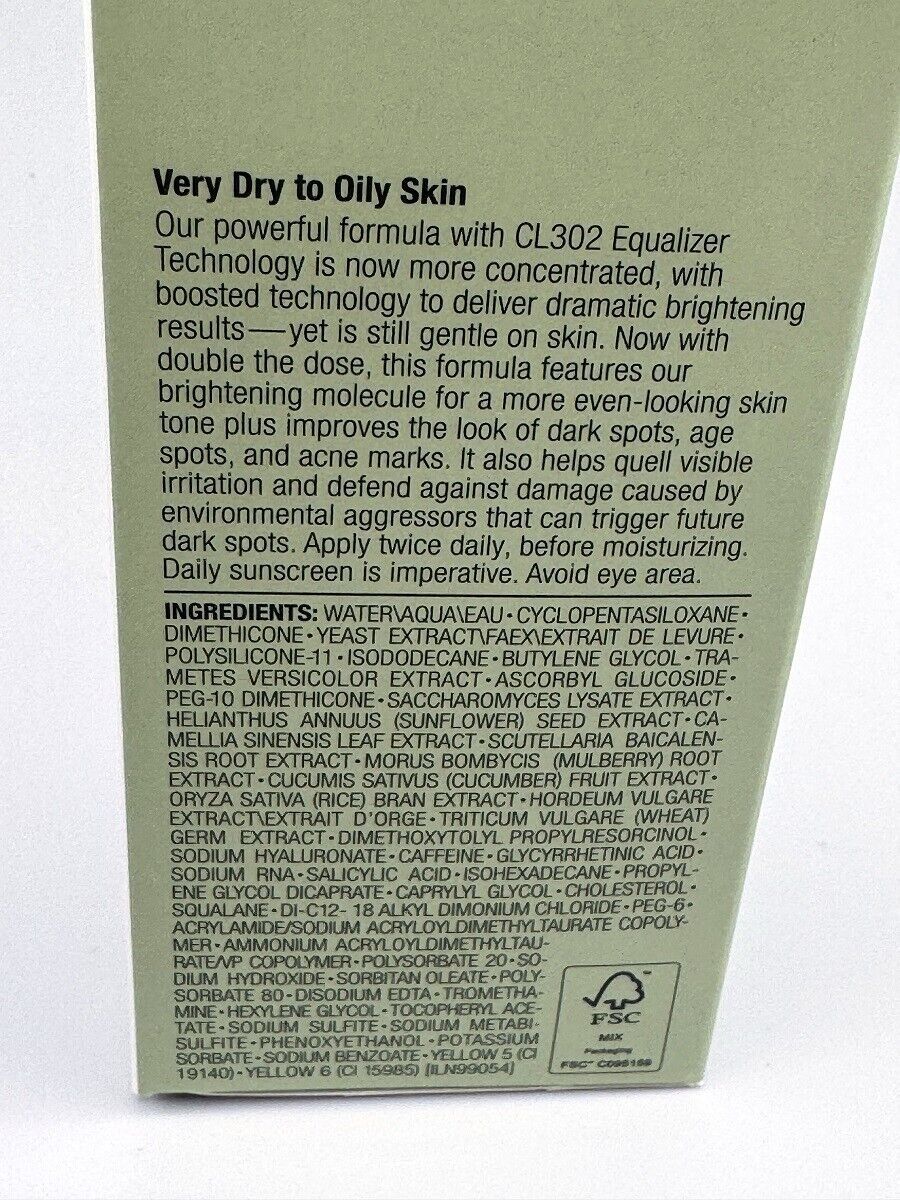 Very Dry to Oily Skin
Our powerful formula with CL302 Equalizer
Technology is now more concentrated, with
boosted technology to deliver dramatic brightening
results—yet is still gentle on skin. Now with
double the dose, this formula features our
brightening molecule for a more even-looking skin
tone plus improves the look of dark spots, age
spots, and acne marks. It also helps quell visible
irritation and defend against damage caused by
environmental aggressors that can trigger future
dark spots. Apply twice daily, before moisturizing.
Daily sunscreen is imperative. Avoid eye area.
INGREDIENTS: WATER\AQUA\EAU • CYCLOPENTASILOXANE •
DIMETHICONE • YEAST EXTRACT\FAEX\EXTRAIT DE LEVURE •
POLYSILICONE-11 • ISODODECANE • BUTYLENE GLYCOL • TRA-
METES VERSICOLOR EXTRACT • ASCORBYL GLUCOSIDE •
PEG-10 DIMETHICONE • SACCHAROMYCES LYSATE EXTRACT •
HELIANTHUS ANNUUS (SUNFLOWER) SEED EXTRACT • CA-
MELLIA SINENSIS LEAF EXTRACT • SCUTELLARIA BAICALEN-
SIS ROOT EXTRACT • MORUS BOMBYCIS (MULBERRY) ROOT
EXTRACT • CUCUMIS SATIVUS (CUCUMBER) FRUIT EXTRACT •
ORYZA SATIVA (RICE) BRAN EXTRACT • HORDEUM VULGARE
EXTRACT\EXTRAIT D'ORGE • TRITICUM VULGARE (WHEAT)
GERM EXTRACT • DIMETHOXYTOLYL PROPYLRESORCINOL •
SODIUM HYALURONATE • CAFFEINE • GLYCYRRHETINIC ACID •
SODIUM RNA • SALICYLIC ACID • ISOHEXADECANE • PROPYL-
ENE GLYCOL DICAPRATE • CAPRYLYL GLYCOL • CHOLESTEROL •
SQUALANE • DI-C12- 18 ALKYL DIMONIUM CHLORIDE • PEG-6 •
ACRYLAMIDE/SODIUM ACRYLOYLDIMETHYLTAURATE COPOLY-
MER • AMMONIUM ACRYLOYLDIMETHYLTAU-
RATE/VP COPOLYMER • POLYSORBATE 20 • SO-
DIUM HYDROXIDE • SORBITAN OLEATE • POLY-
SORBATE 80 • DISODIUM EDTA • TROMETHA-
MINE • HEXYLENE GLYCOL • TOCOPHERYL ACE-
TATE • SODIUM SULFITE • SODIUM METABI-
SULFITE • PHENOXYETHANOL • POTASSIUM
SORBATE • SODIUM BENZOATE • YELLOW 5 (CI
19140) • YELLOW 6 (CI 15985) [ILN99054]
FSC
MIX
Packaging
FSC™